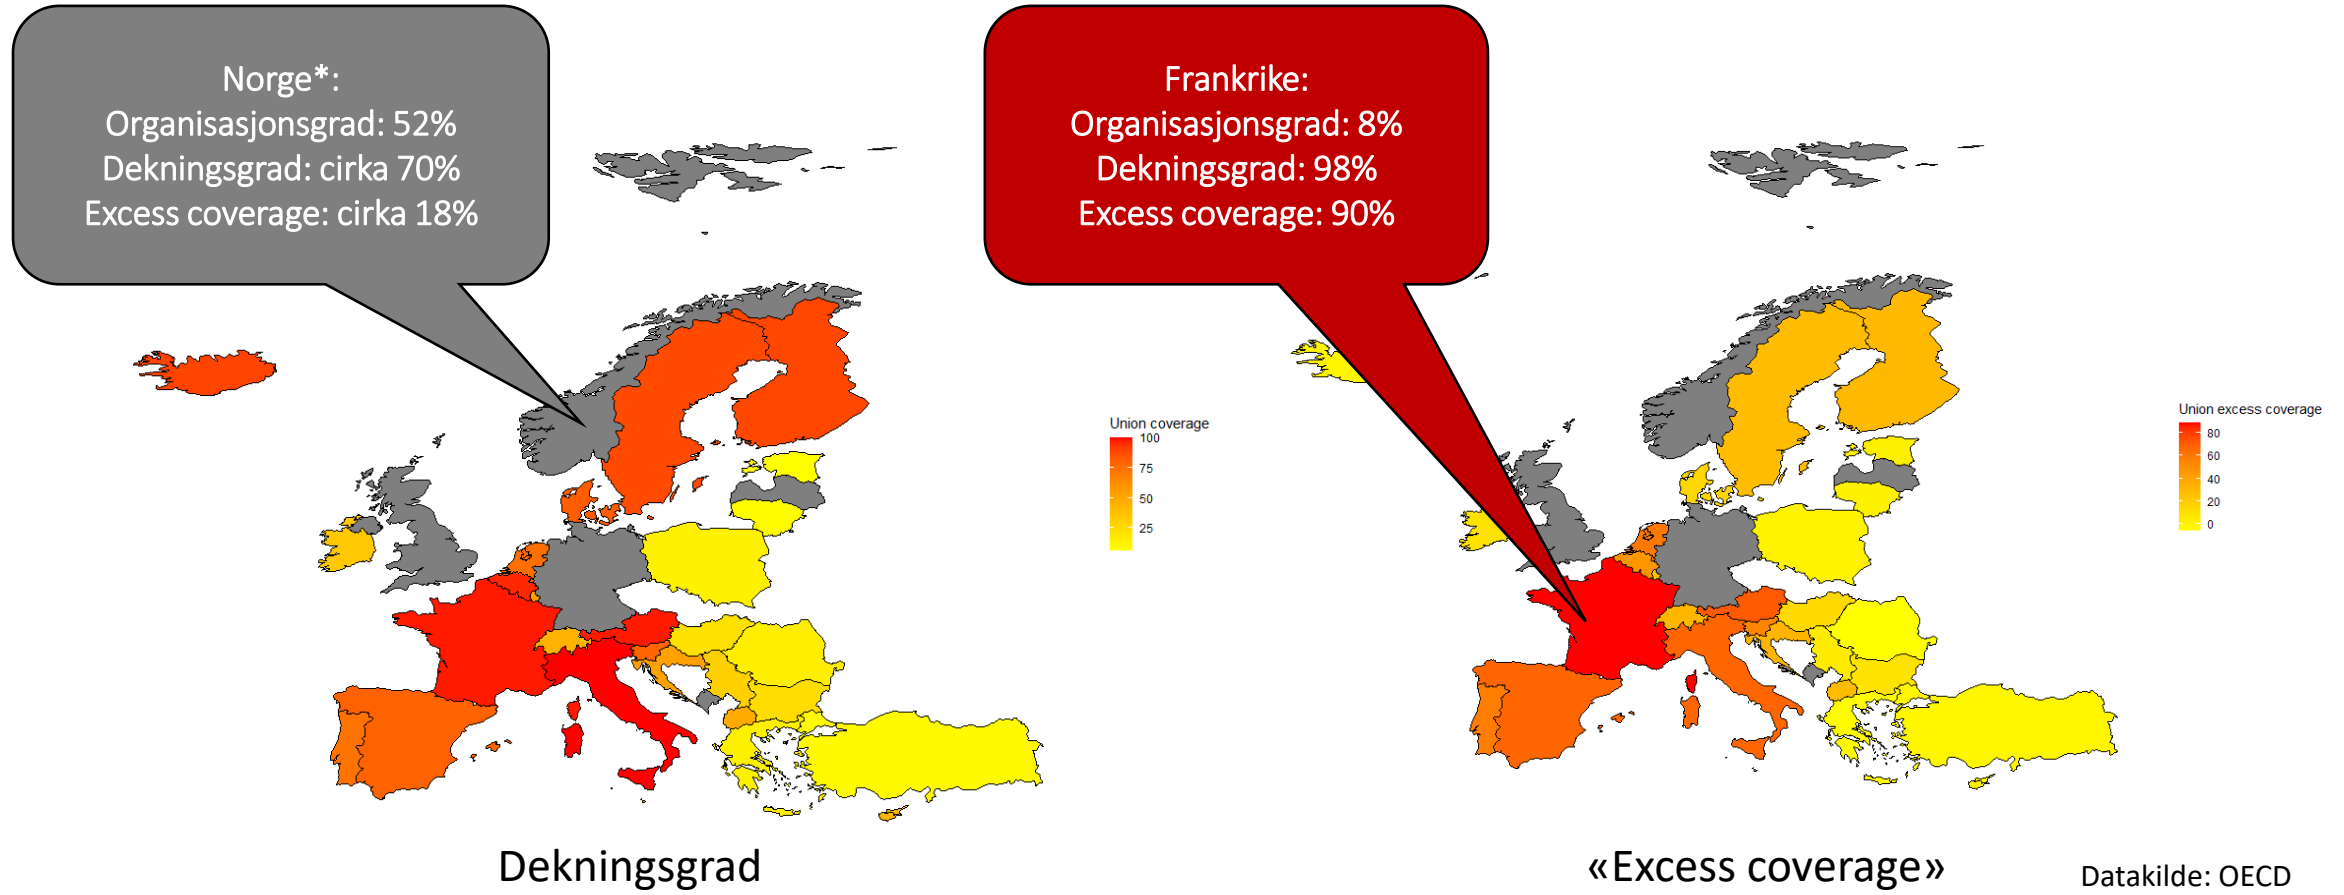 Norge*:
Organisasjonsgrad: 52%
Dekningsgrad: cirka 70%
Excess coverage: cirka 18%
Frankrike:
Organisasjonsgrad: 8%
Dekningsgrad: 98%
Excess coverage: 90%
Union coverage
100
75
50
25
Union excess coverage
80
60
40
20
0
Dekningsgrad
«Excess coverage»
Datakilde: OECD